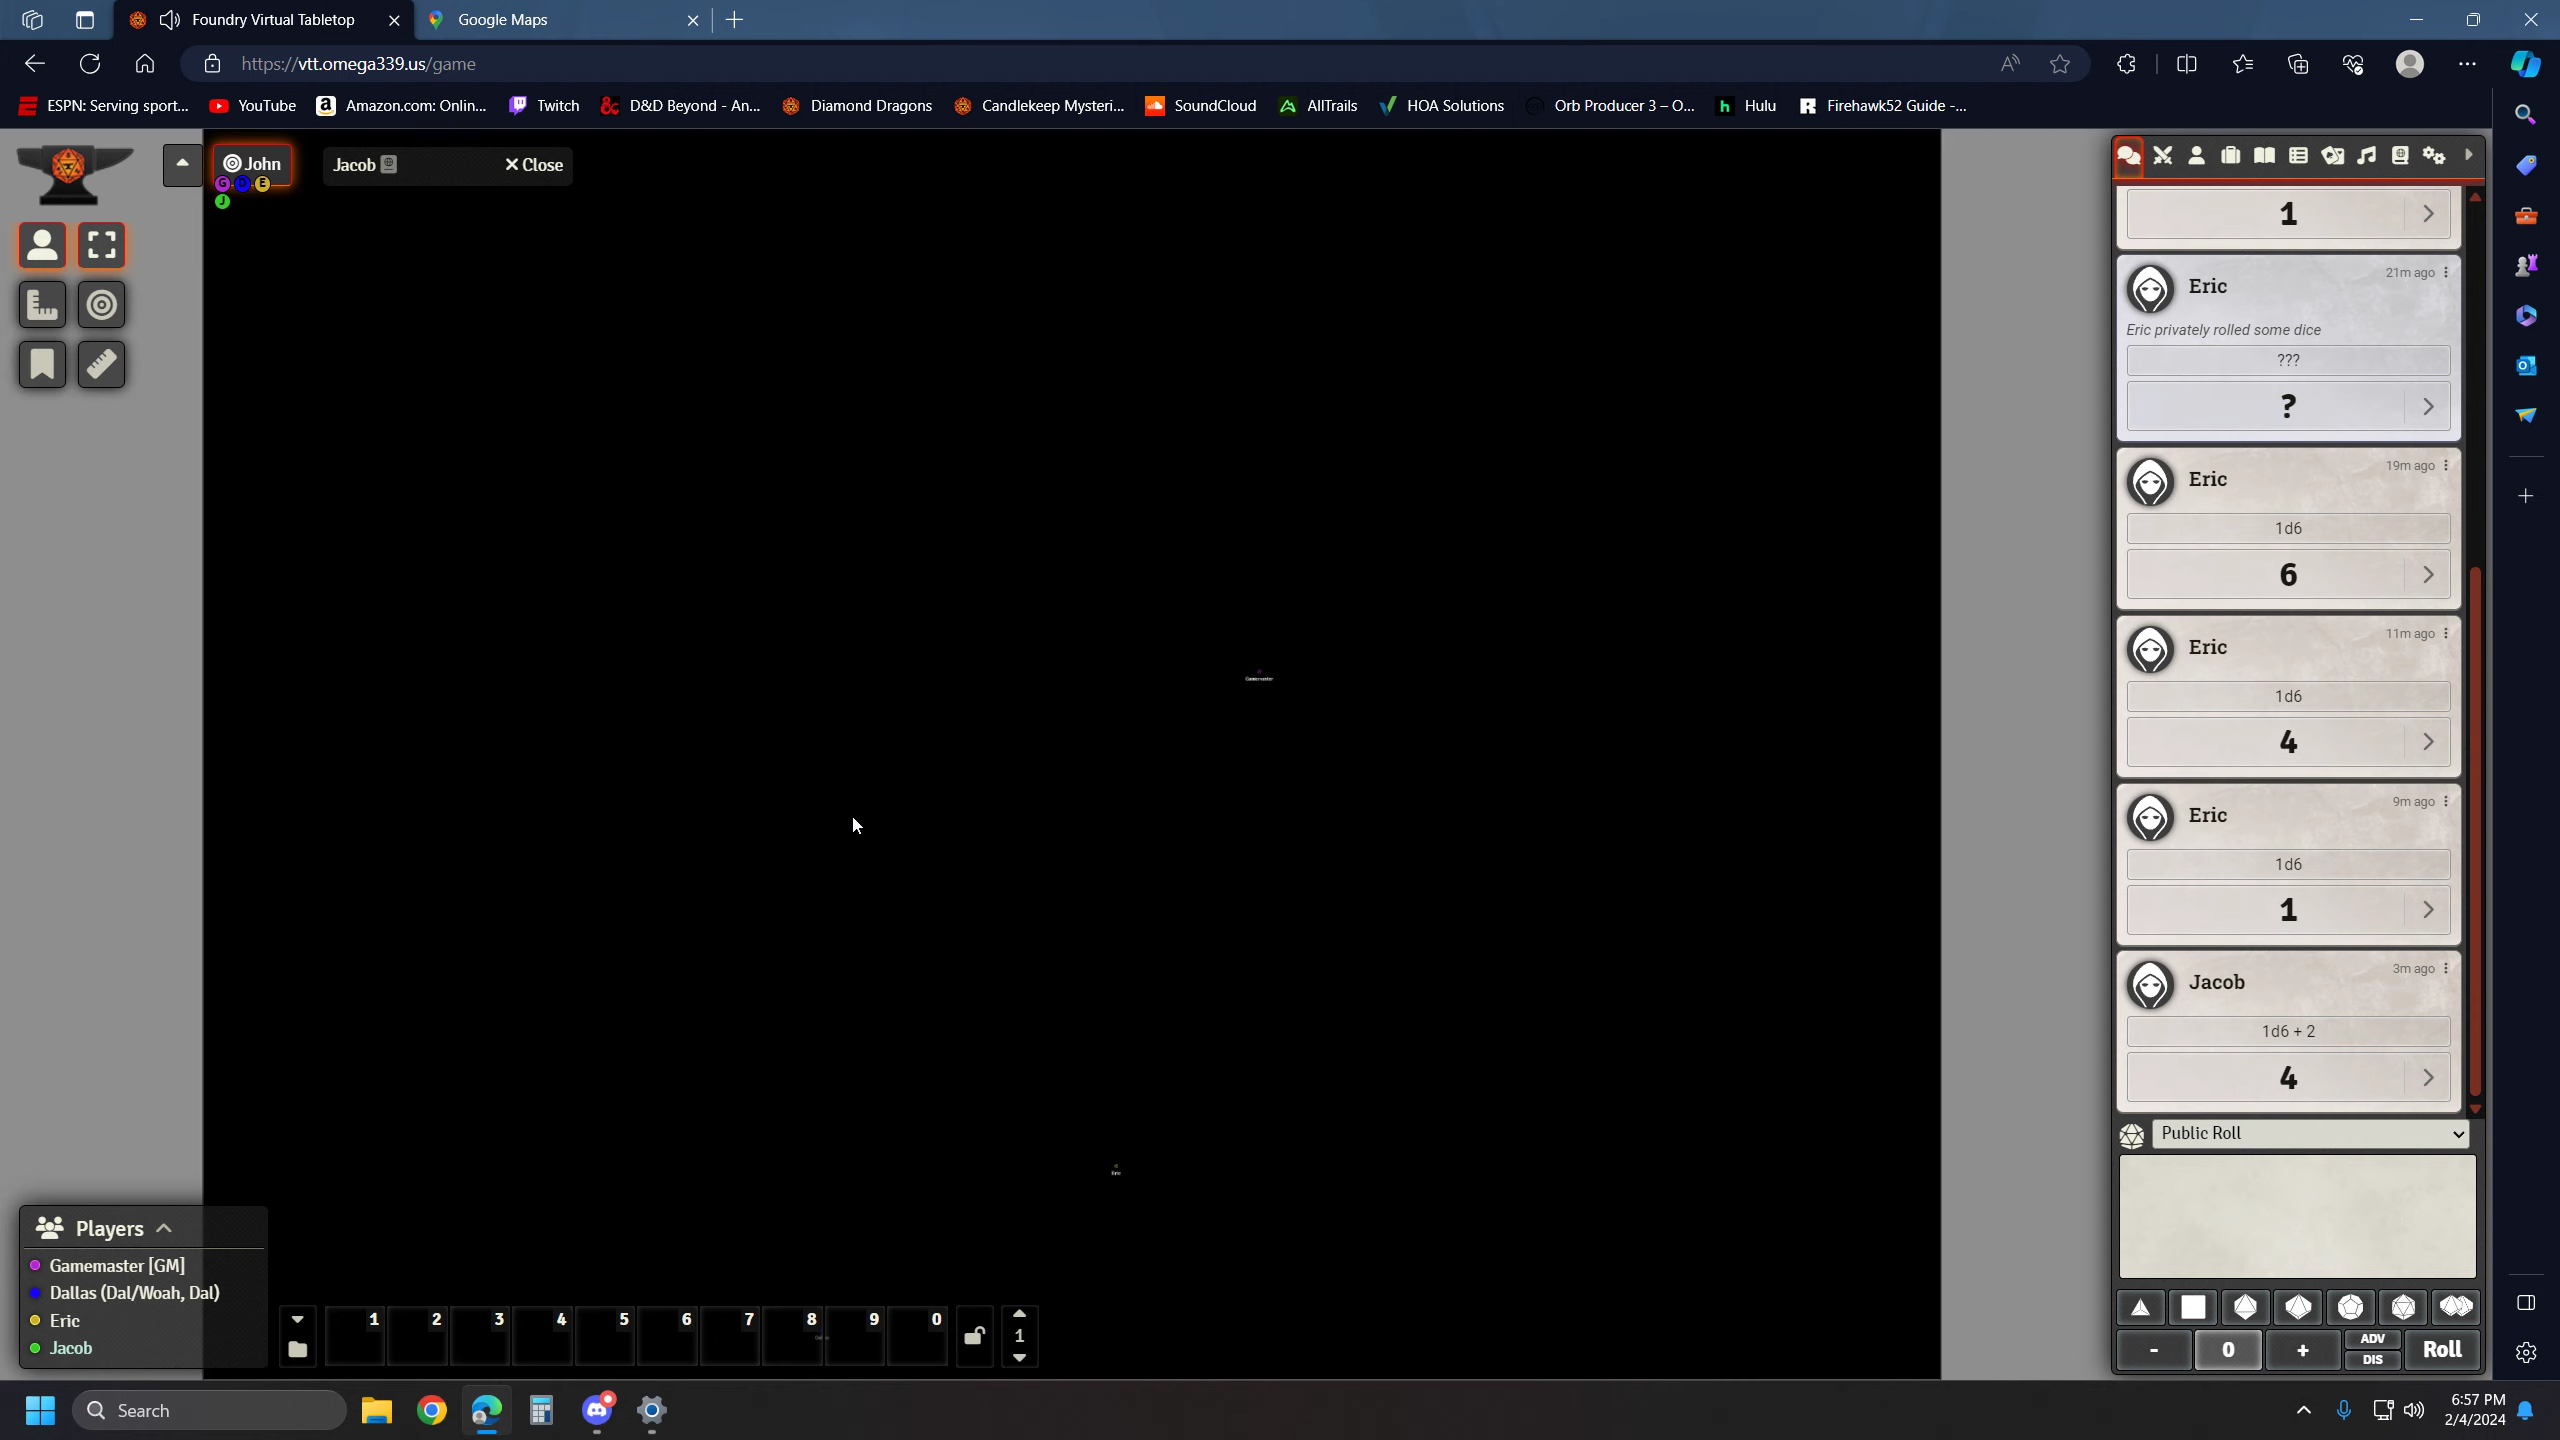 Foundry Virtual Tabletop
Google Maps
https://vtt.omega339.us/game
ESPN: Serving sport...
YouTube
Amazon.com: Onlin...
Twitch
D&D Beyond - An...
Diamond Dragons
Candlekeep Mysteri...
SoundCloud
AllTrails
HOA Solutions
Orb Producer 3 – O...
Hulu
Firehawk52 Guide -...
John
G D E
J
Jacob
Close
1
Eric
21m ago
Eric privately rolled some dice
???
?
Eric
19m ago
1d6
6
Eric
11m ago
1d6
4
Eric
9m ago
1d6
1
Jacob
3m ago
1d6 + 2
4
Public Roll
- 0 + ADV DIS Roll
Gamemaster
Eric
Players
Gamemaster [GM]
Dallas (Dal/Woah, Dal)
Eric
Jacob
1 2 3 4 5 6 7 8 9 0
1
Search
6:57 PM
2/4/2024